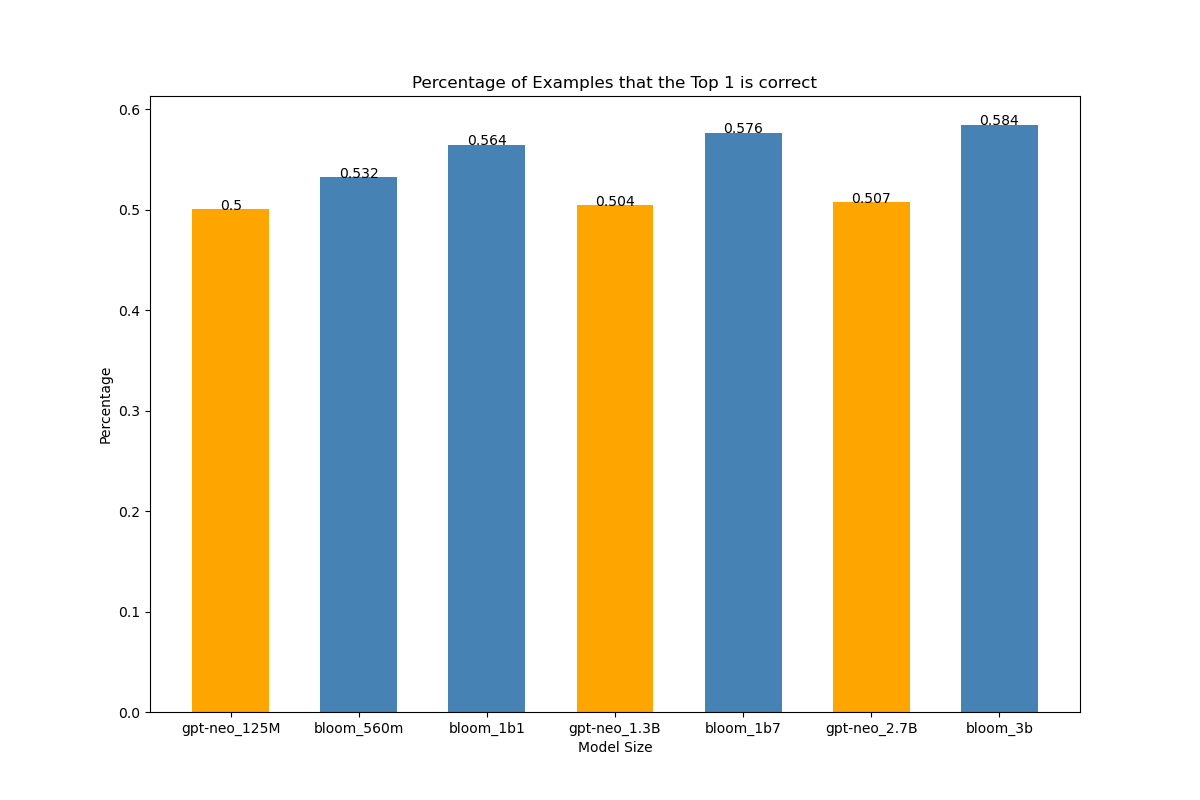 Percentage of Examples that the Top 1 is correct
0.6
0.5
0.4
0.3
0.2
0.1
0.0
Percentage
0.5
0.532
0.564
0.504
0.576
0.507
0.584
gpt-neo_125M
bloom_560m
bloom_1b1
gpt-neo_1.3B
bloom_1b7
gpt-neo_2.7B
bloom_3b
Model Size